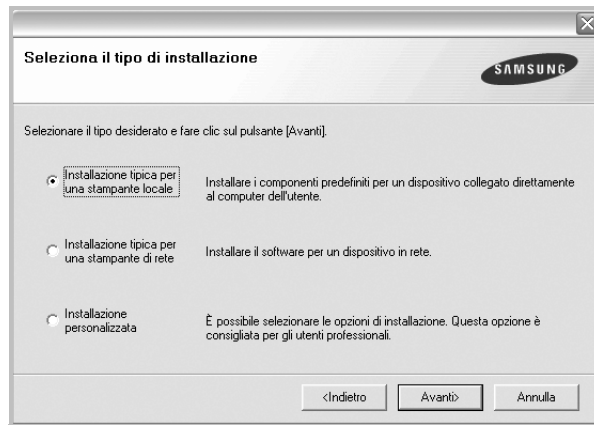 Seleziona il tipo di installazione
SAMSUNG
Selezionare il tipo desiderato e fare clic sul pulsante [Avanti].
Installazione tipica per
una stampante locale
Installare i componenti predefiniti per un dispositivo collegato direttamente
al computer dell'utente.
Installazione tipica per
una stampante di rete
Installare il software per un dispositivo in rete.
Installazione
personalizzata
È possibile selezionare le opzioni di installazione. Questa opzione è
consigliata per gli utenti professionali.
<Indietro
Avanti>
Annulla